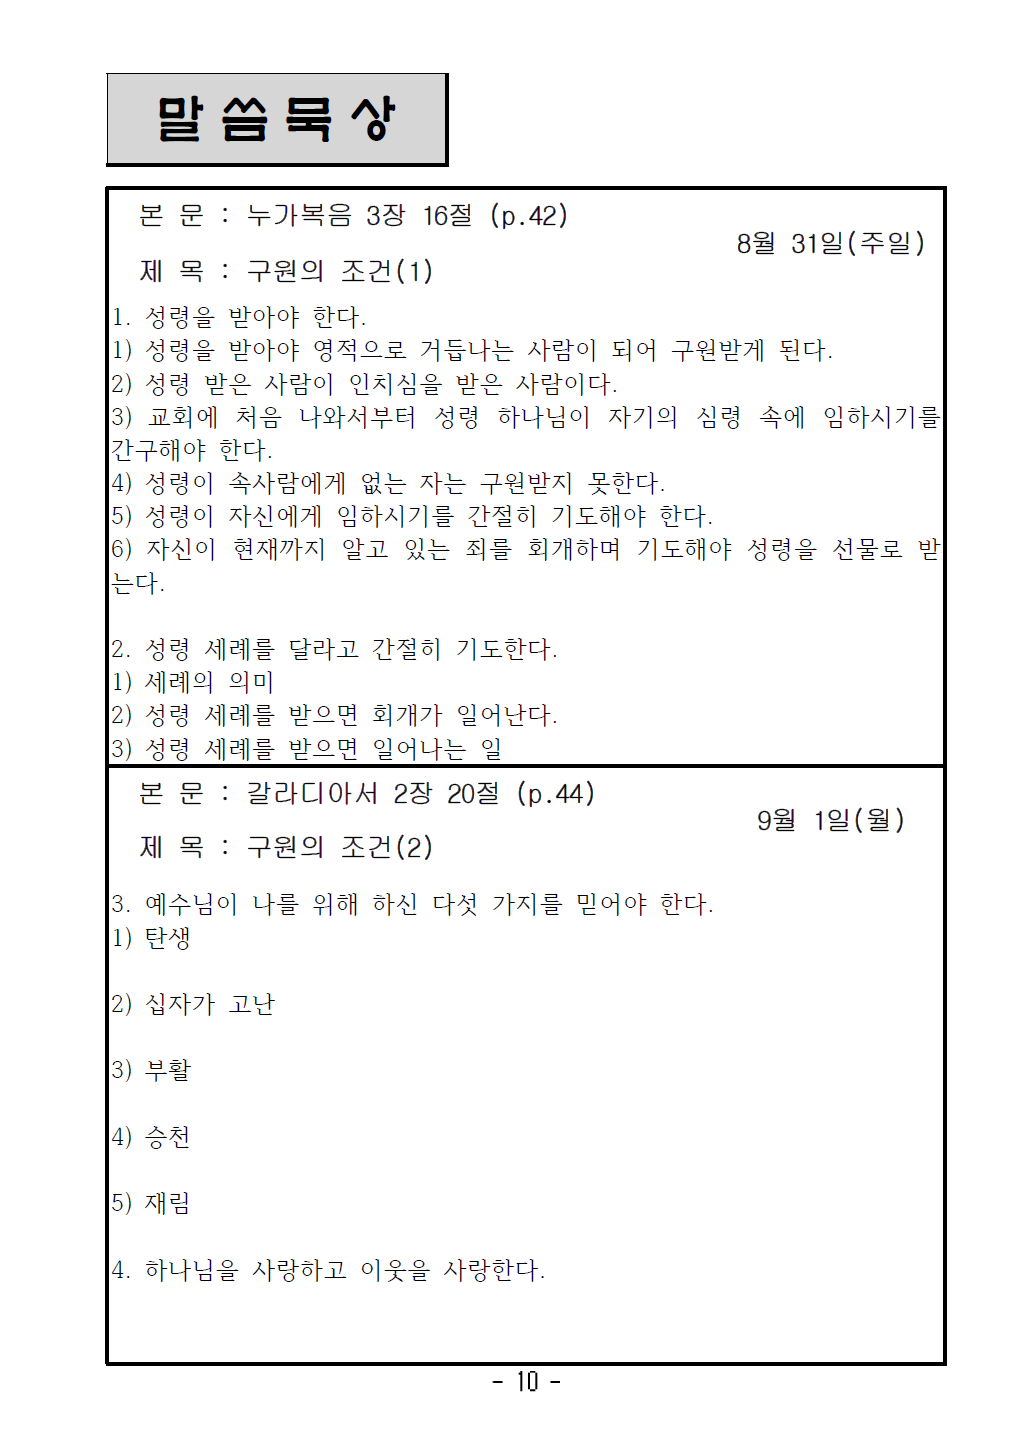 말씀묵상
본 문 : 누가복음 3장 16절 (p.42)
8월 31일(주일)
제 목 : 구원의 조건(1)
1. 성령을 받아야 한다.
1) 성령을 받아야 영적으로 거듭나는 사람이 되어 구원받게 된다.
2) 성령 받은 사람이 인치심을 받은 사람이다.
3) 교회에 처음 나와서부터 성령 하나님이 자기의 심령 속에 임하시기를
간구해야 한다.
4) 성령이 속사람에게 없는 자는 구원받지 못한다.
5) 성령이 자신에게 임하시기를 간절히 기도해야 한다.
6) 자신이 현재까지 알고 있는 죄를 회개하며 기도해야 성령을 선물로 받
는다.
2. 성령 세례를 달라고 간절히 기도한다.
1) 세례의 의미
2) 성령 세례를 받으면 회개가 일어난다.
3) 성령 세례를 받으면 일어나는 일
본 문 : 갈라디아서 2장 20절 (p.44)
9월 1일(월)
제 목 : 구원의 조건(2)
3. 예수님이 나를 위해 하신 다섯 가지를 믿어야 한다.
1) 탄생
2) 십자가 고난
3) 부활
4) 승천
5) 재림
4. 하나님을 사랑하고 이웃을 사랑한다.
- 10 -